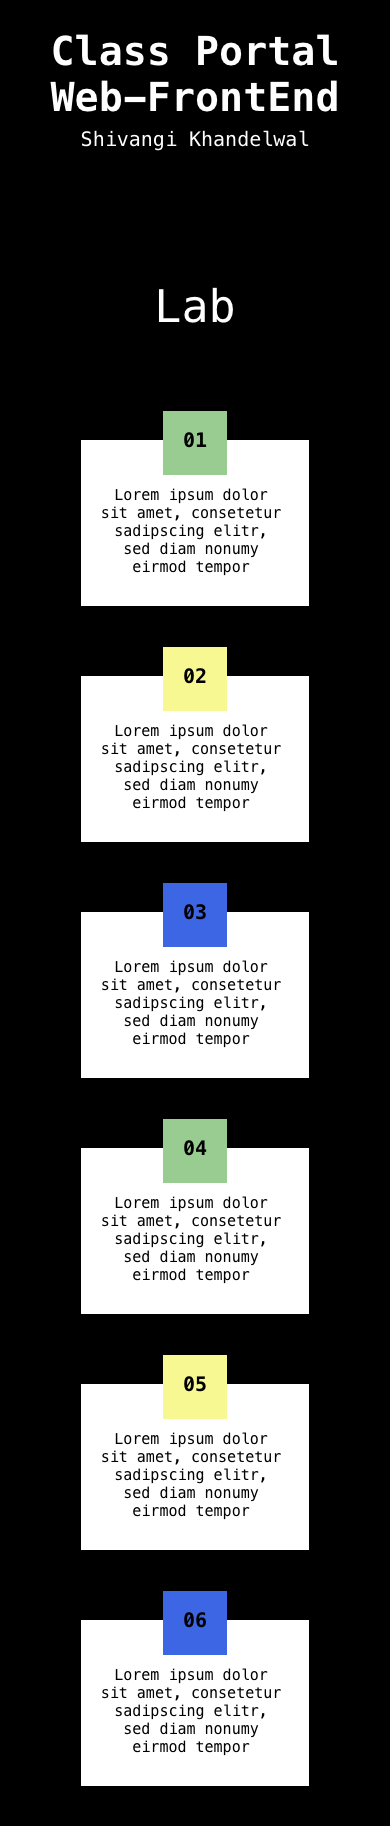 Class Portal
Web-FrontEnd
Shivangi Khandelwal
Lab
01
Lorem ipsum dolor
sit amet, consetetur
sadipscing elitr,
sed diam nonumy
eirmod tempor
02
Lorem ipsum dolor
sit amet, consetetur
sadipscing elitr,
sed diam nonumy
eirmod tempor
03
Lorem ipsum dolor
sit amet, consetetur
sadipscing elitr,
sed diam nonumy
eirmod tempor
04
Lorem ipsum dolor
sit amet, consetetur
sadipscing elitr,
sed diam nonumy
eirmod tempor
05
Lorem ipsum dolor
sit amet, consetetur
sadipscing elitr,
sed diam nonumy
eirmod tempor
06
Lorem ipsum dolor
sit amet, consetetur
sadipscing elitr,
sed diam nonumy
eirmod tempor